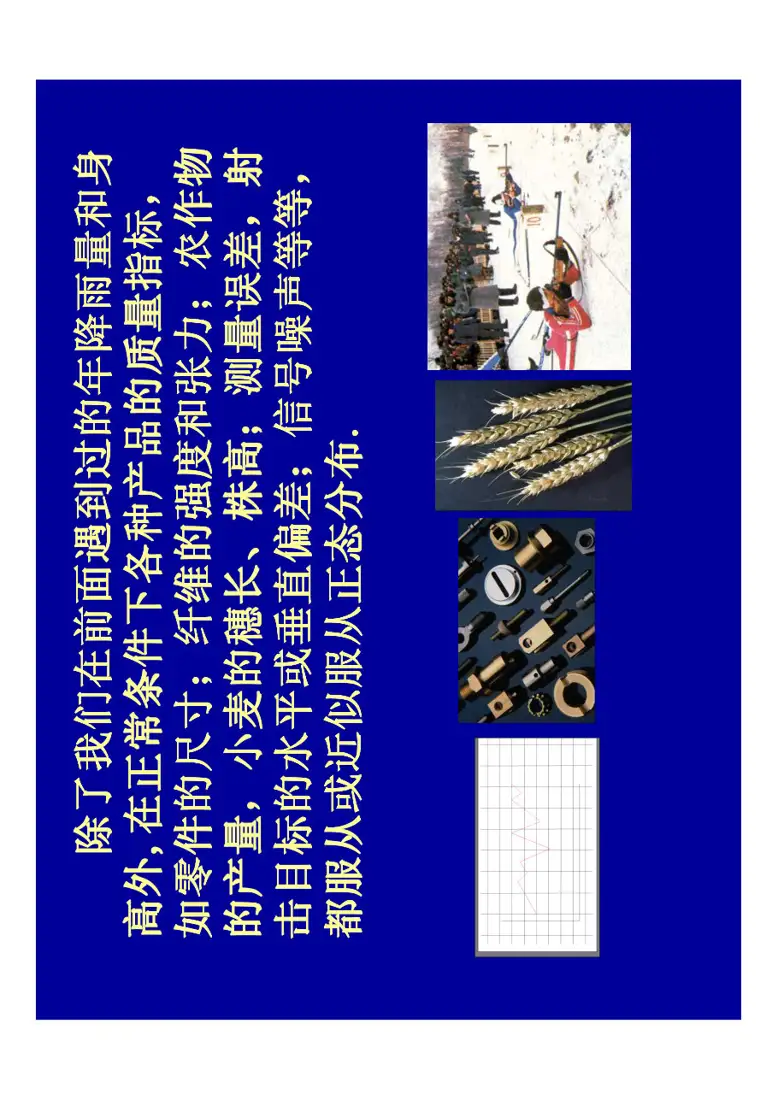 除了我们在前面遇到过的年降雨量和身
高外,在正常条件下各种产品的质量指标，
如零件的尺寸；纤维的强度和张力；农作物
的产量，小麦的穗长、株高；测量误差，射
击目标的水平或垂直偏差；信号噪声等等，
都服从或近似服从正态分布.
10